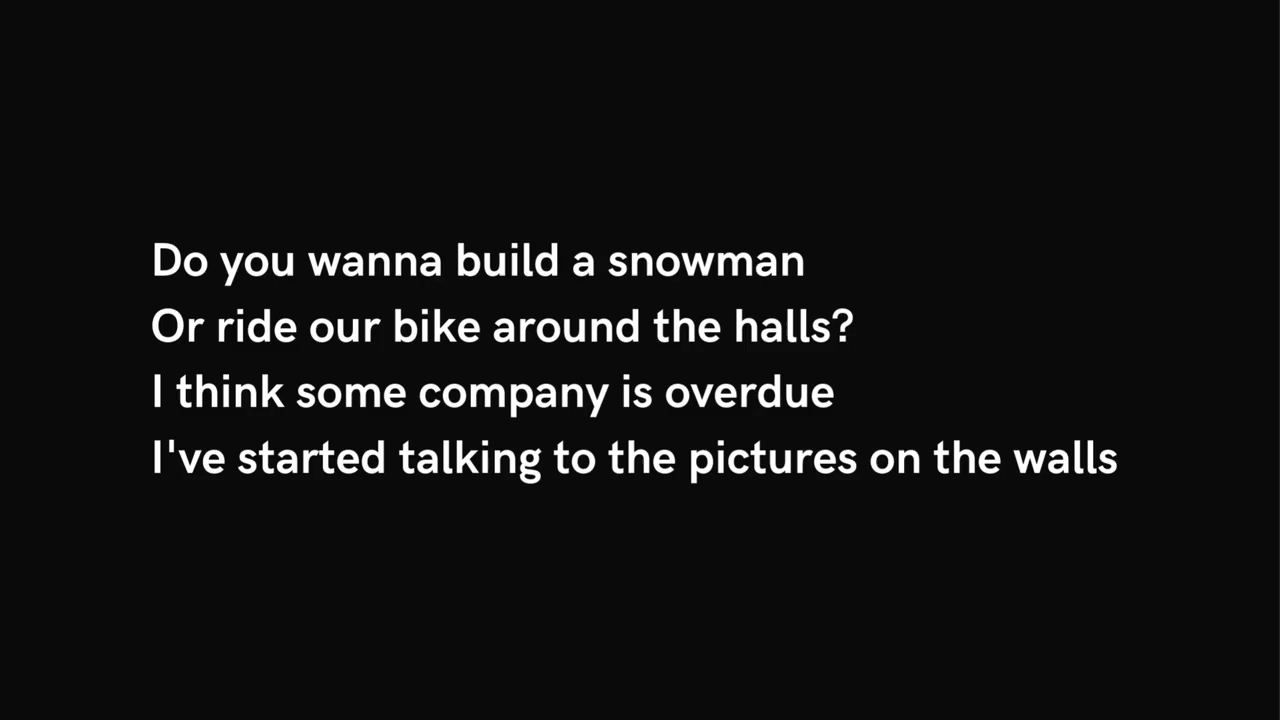 Do you wanna build a snowman
Or ride our bike around the halls?
I think some company is overdue
I've started talking to the pictures on the walls